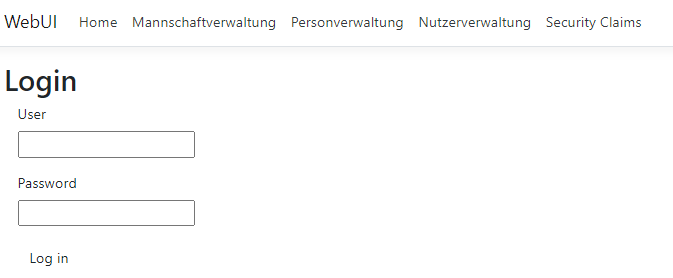 WebUI Home Mannschaftverwaltung Personverwaltung Nutzerverwaltung Security Claims
Login
User
Password
Log in